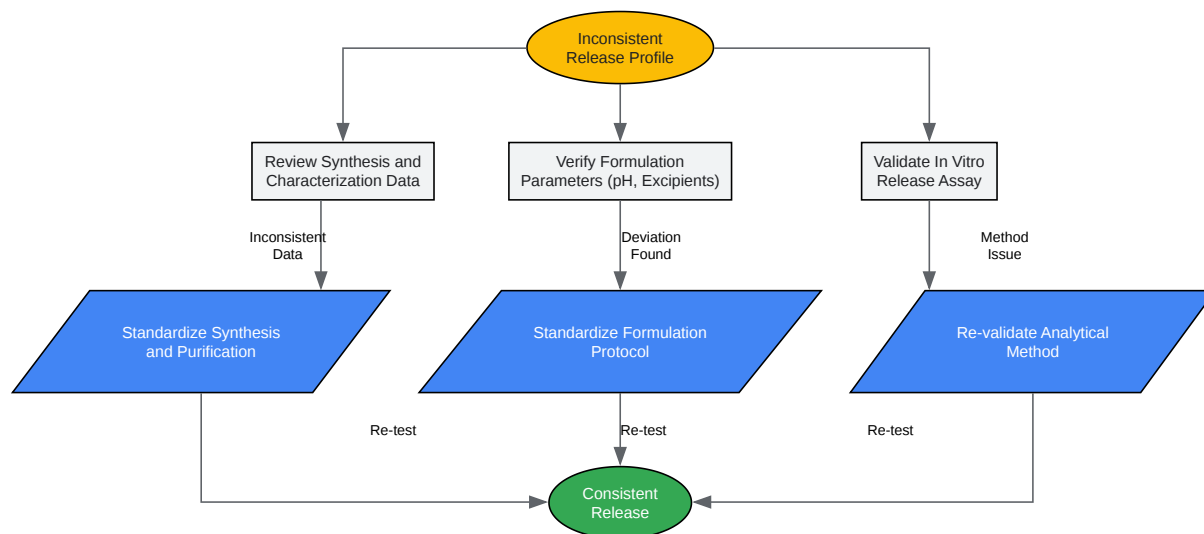 Inconsistent
Release Profile
Review Synthesis and
Characterization Data
Verify Formulation
Parameters (pH, Excipients)
Validate In Vitro
Release Assay
Inconsistent
Data
Deviation
Found
Method
Issue
Standardize Synthesis
and Purification
Standardize Formulation
Protocol
Re-validate Analytical
Method
Re-test
Re-test
Re-test
Consistent
Release